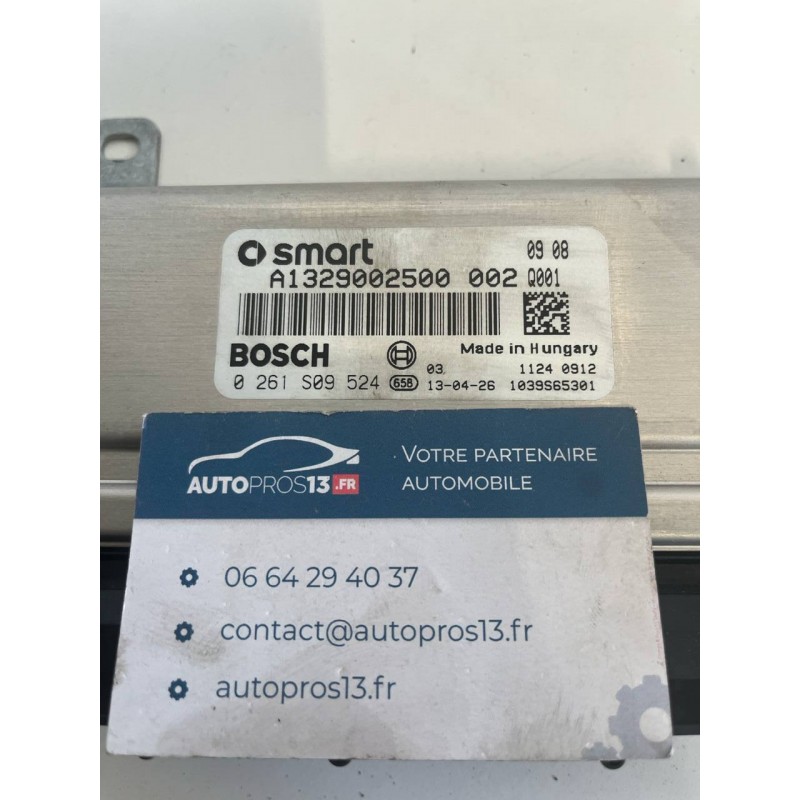 smart 09 08
A1329002500 002 Q001
BOSCH Made in Hungary
03 1124 0912
0 261 S09 524 658 13-04-26 1039S65301
AUTOPROS13.FR
VOTRE PARTENAIRE
AUTOMOBILE
06 64 29 40 37
contact@autopros13.fr
autopros13.fr